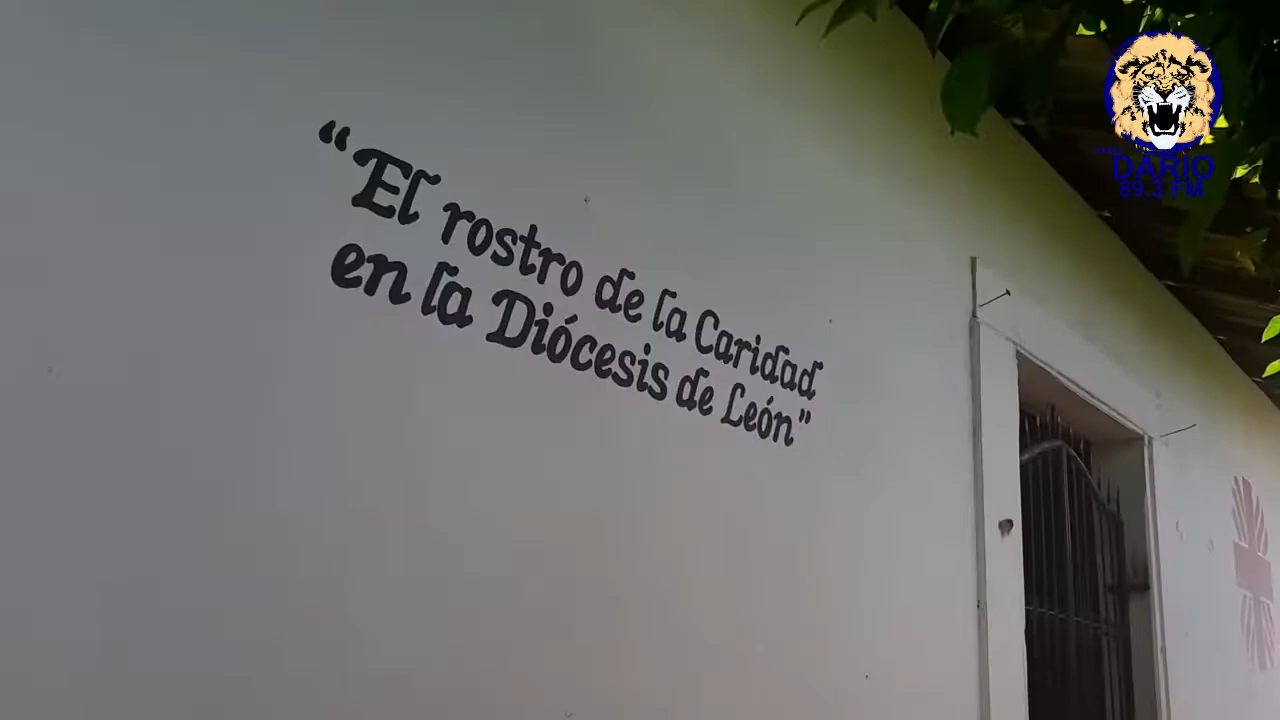 “El rostro de la Caridad
en la Diócesis de León”
DARIO
89.3 FM